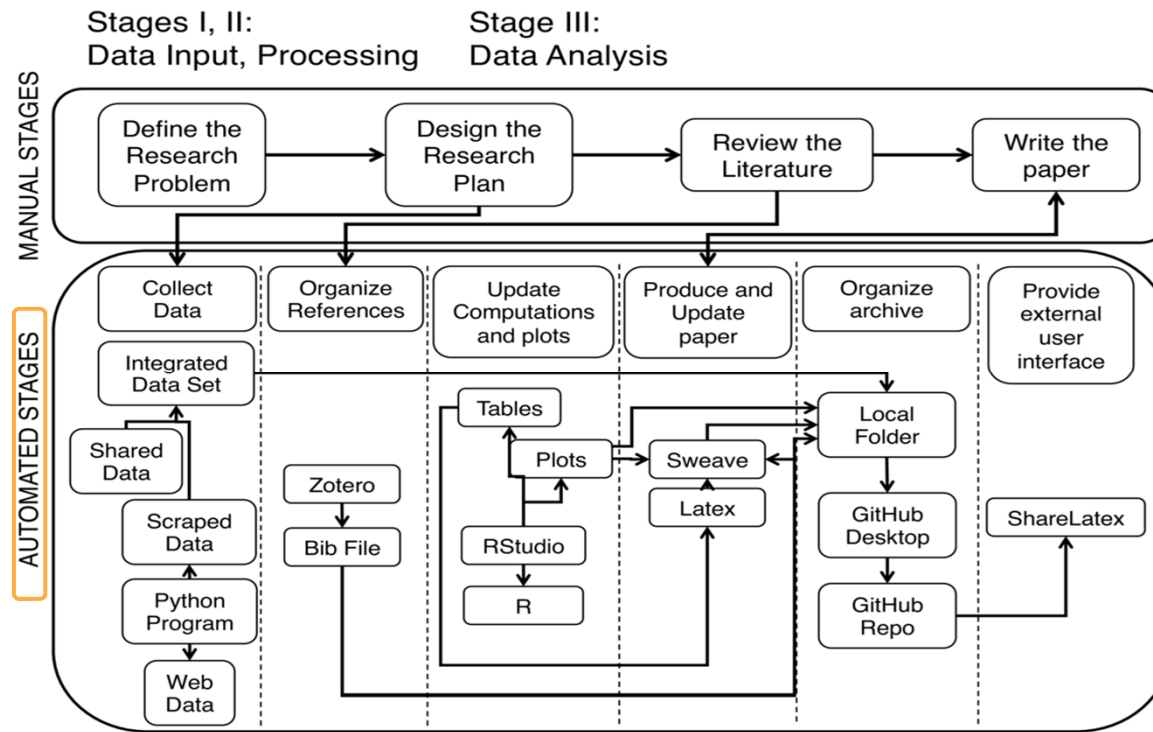 Stages I, II:
Data Input, Processing
Stage III:
Data Analysis
MANUAL STAGES
Define the
Research
Problem
Design the
Research
Plan
Review the
Literature
Write the
paper
AUTOMATED STAGES
Collect
Data
Organize
References
Update
Computations
and plots
Produce and
Update
paper
Organize
archive
Provide
external
user
interface
Integrated
Data Set
Shared
Data
Scraped
Data
Python
Program
Web
Data
Zotero
Bib File
Tables
Plots
RStudio
R
Sweave
Latex
Local
Folder
GitHub
Desktop
GitHub
Repo
ShareLatex